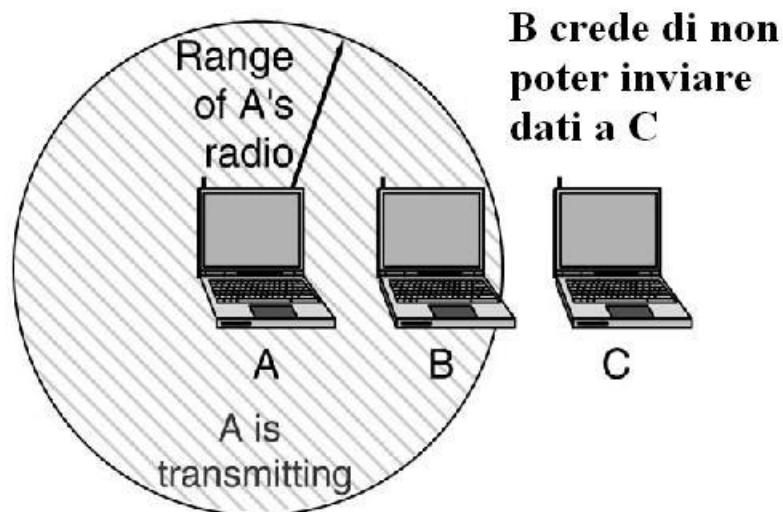 Range
of A's
radio
B crede di non
poter inviare
dati a C
A
B
C
A is
transmitting